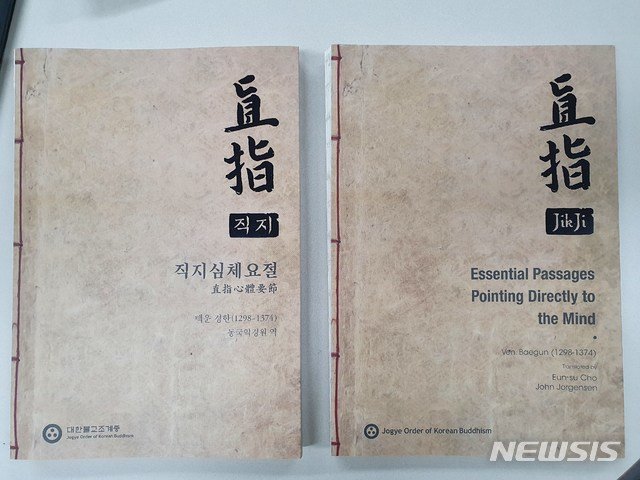 直
指
직지
직지심체요절
直指心體要節
백운 경한(1298-1374)
동국역경원 역
대한불교조계종
Jogye Order of Korean Buddhism
直
指
JikJi
Essential Passages
Pointing Directly to
the Mind
Ven. Baegun (1298-1374)
Translated by
Eun-su Cho
John Jorgensen
Jogye Order of Korean Buddhism
NEWSIS